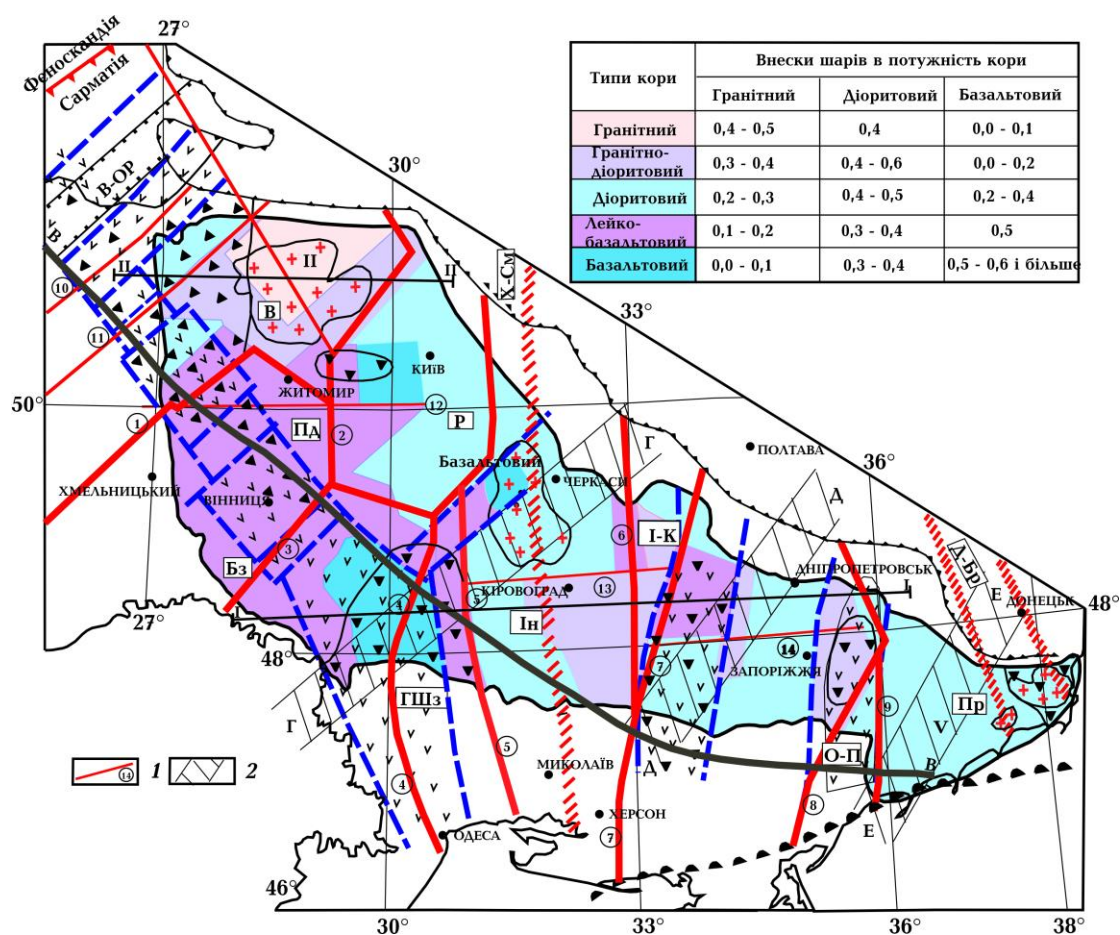 27°
Феноскандія
Сарматія
Типи кори
Внески шарів в потужність кори
Гранітний
Діоритовий
Базальтовий
Гранітний
0,4 - 0,5
0,4
0,0 - 0,1
Гранітно-
діоритовий
0,3 - 0,4
0,4 - 0,6
0,0 - 0,2
Діоритовий
0,2 - 0,3
0,4 - 0,5
0,2 - 0,4
Лейко-
базальтовий
0,1 - 0,2
0,3 - 0,4
0,5
Базальтовий
0,0 - 0,1
0,3 - 0,4
0,5 - 0,6 і більше
30°
В-ОР
В
II
II
II
Х-См
10
В
33°
11
КИЇВ
ЖИТОМИР
50°
1
12
2
Пд
Р
Г
ПОЛТАВА
36°
Базальтовий
ЧЕРКАСИ
ХМЕЛЬНИЦЬКИЙ
ВІННИЦЯ
Д
3
6
І-К
Бз
Д-Бр
ДНІПРОПЕТРОВСЬК
I
Е
КІРОВОГРАД
13
4
5
ДОНЕЦЬК
48°
27°
Ін
48°
7
14
ЗАПОРІЖЖЯ
ГШз
Пр
9
Г
V
5
О-П
14
1
2
4
МИКОЛАЇВ
Д
В'
ХЕРСОН
8
Е
ОДЕСА
7
46°
30°
33°
36°
38°